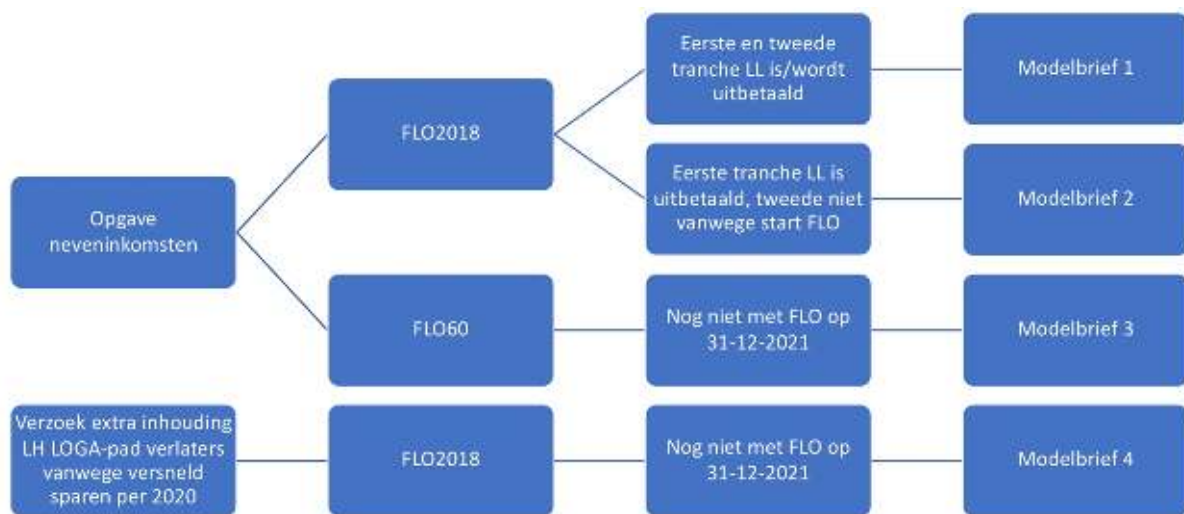 Eerste en tweede
tranche LL is/wordt
uitbetaald
Modelbrief 1
FLO2018
Eerste tranche LL is
uitbetaald, tweede niet
vanwege start FLO
Modelbrief 2
Opgave
neveninkomsten
FLO60
Nog niet met FLO op
31-12-2021
Modelbrief 3
Verzoek extra inhouding
LH LOGA-pad verlaters
vanwege versneld
sparen per 2020
FLO2018
Nog niet met FLO op
31-12-2021
Modelbrief 4